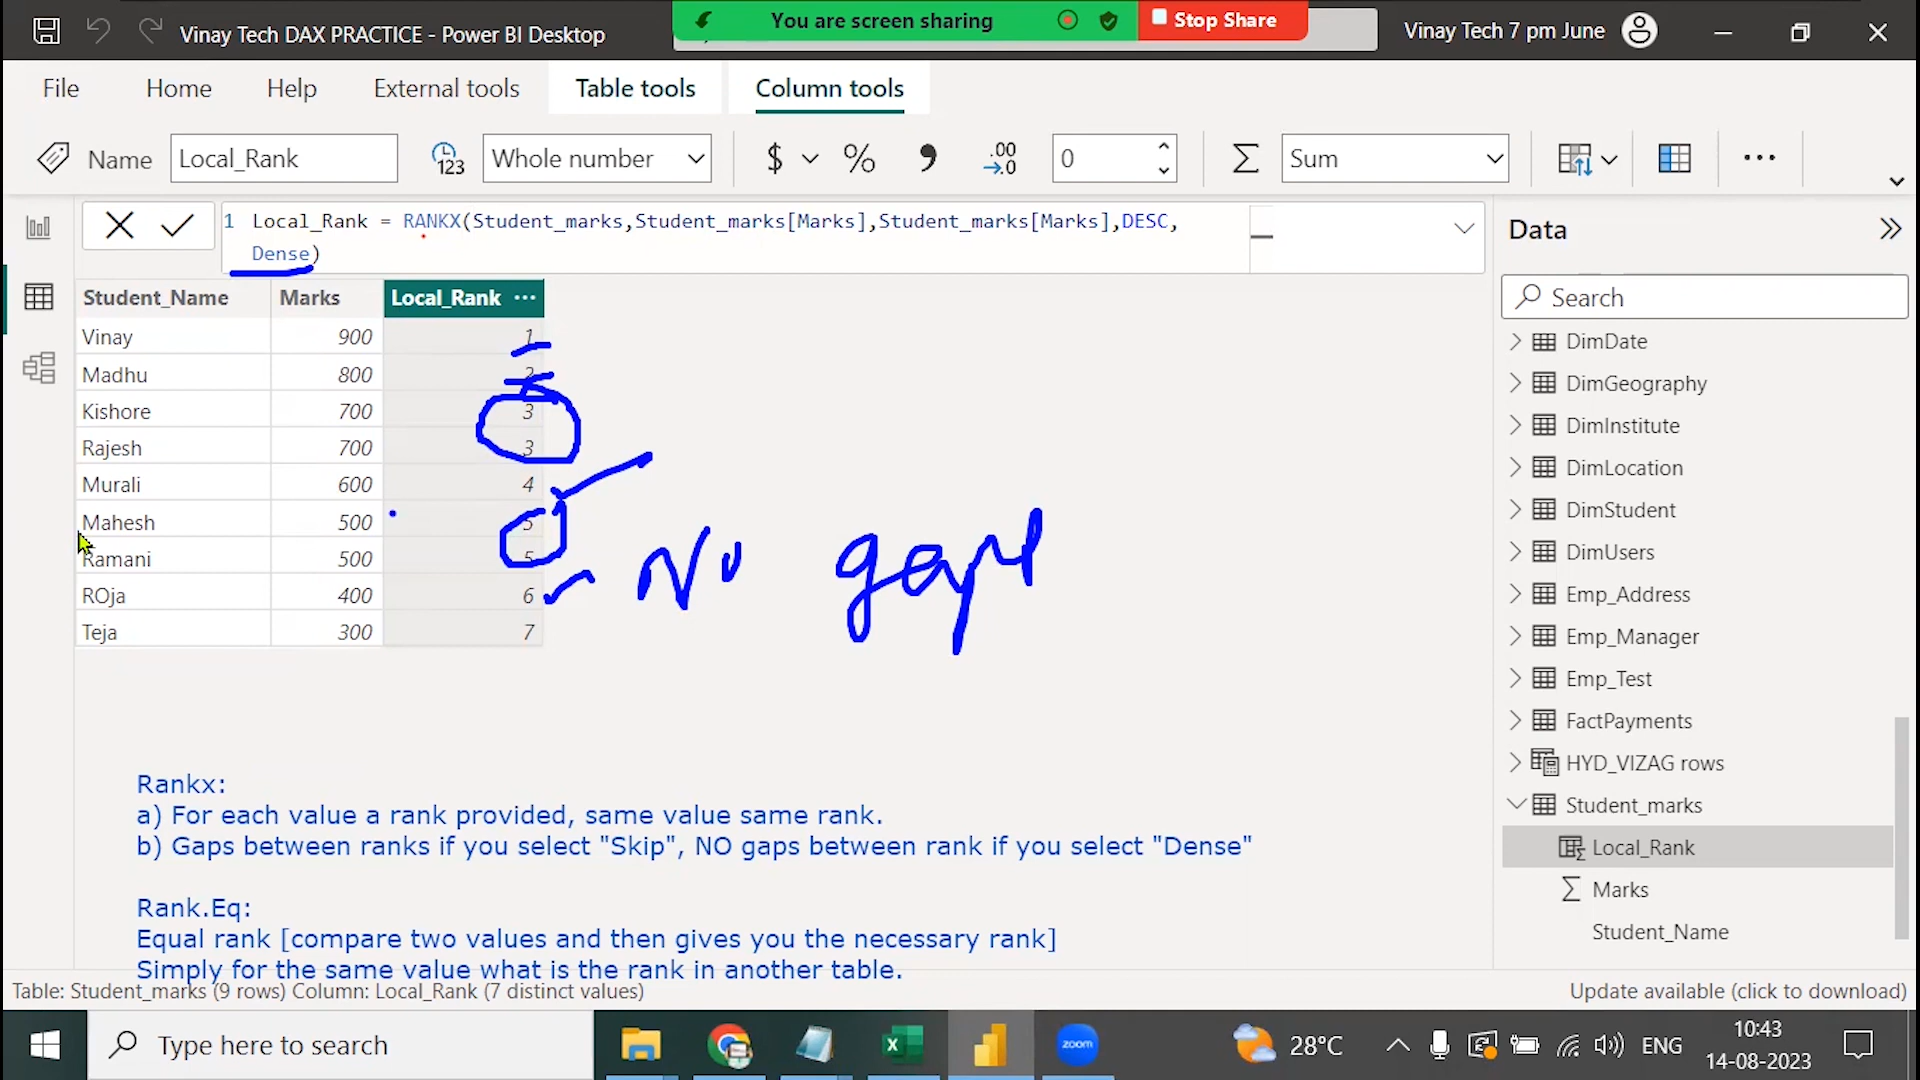 Vinay Tech DAX PRACTICE - Power BI Desktop
You are screen sharing
Stop Share
Vinay Tech 7 pm June
File Home Help External tools Table tools Column tools
Name Local_Rank 123 Whole number $ % .00 →.0 0 Sum
1 Local_Rank = RANKX(Student_marks,Student_marks[Marks],Student_marks[Marks],DESC,
Dense)
Student_Name Marks Local_Rank
Vinay 900 1
Madhu 800 2
Kishore 700 3
Rajesh 700 3
Murali 600 4
Mahesh 500 5
Ramani 500 5
ROja 400 6
Teja 300 7
No
Rankx:
a) For each value a rank provided, same value same rank.
b) Gaps between ranks if you select "Skip", NO gaps between rank if you select "Dense"
Rank.Eq:
Equal rank [compare two values and then gives you the necessary rank]
Simply for the same value what is the rank in another table.
Data
Search
DimDate
DimGeography
DimInstitute
DimLocation
DimStudent
DimUsers
Emp_Address
Emp_Manager
Emp_Test
FactPayments
HYD_VIZAG rows
Student_marks
Local_Rank
Marks
Student_Name
Table: Student_marks (9 rows) Column: Local_Rank (7 distinct values)
Update available (click to download)
Type here to search
zoom
28°C
ENG
10:43
14-08-2023